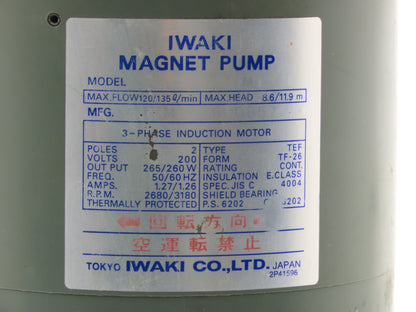 IWAKI
MAGNET PUMP
MODEL
MAX.FLOW 120/135 ℓ/min MAX.HEAD 8.6/11.9 m
MFG.
3-PHASE INDUCTION MOTOR
POLES 2 TYPE TEF
VOLTS 200 FORM TF-26
OUT PUT 265/260 W RATING CONT.
FREQ. 50/60 HZ INSULATION E.CLASS
AMPS. 1.27/1.26 SPEC. JIS C 4004
R.P.M. 2680/3180 SHIELD BEARING
THERMALLY PROTECTED P.S. 6202 6202
回転方向
空運転禁止
TOKYO IWAKI CO.,LTD. JAPAN
2P41596